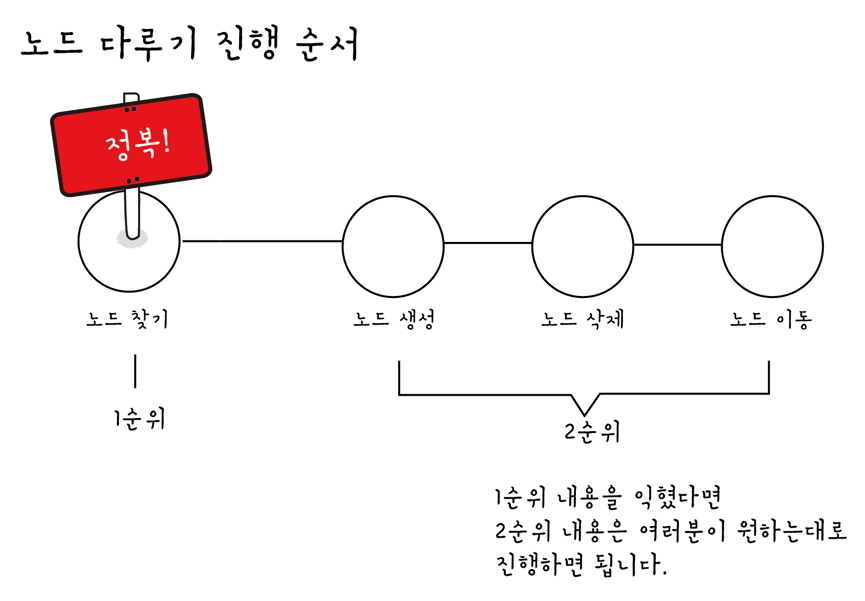 노드 다루기 진행 순서
정복!
노드 찾기
노드 생성
노드 삭제
노드 이동
1순위
2순위
1순위 내용을 익혔다면
2순위 내용은 여러분이 원하는대로
진행하면 됩니다.